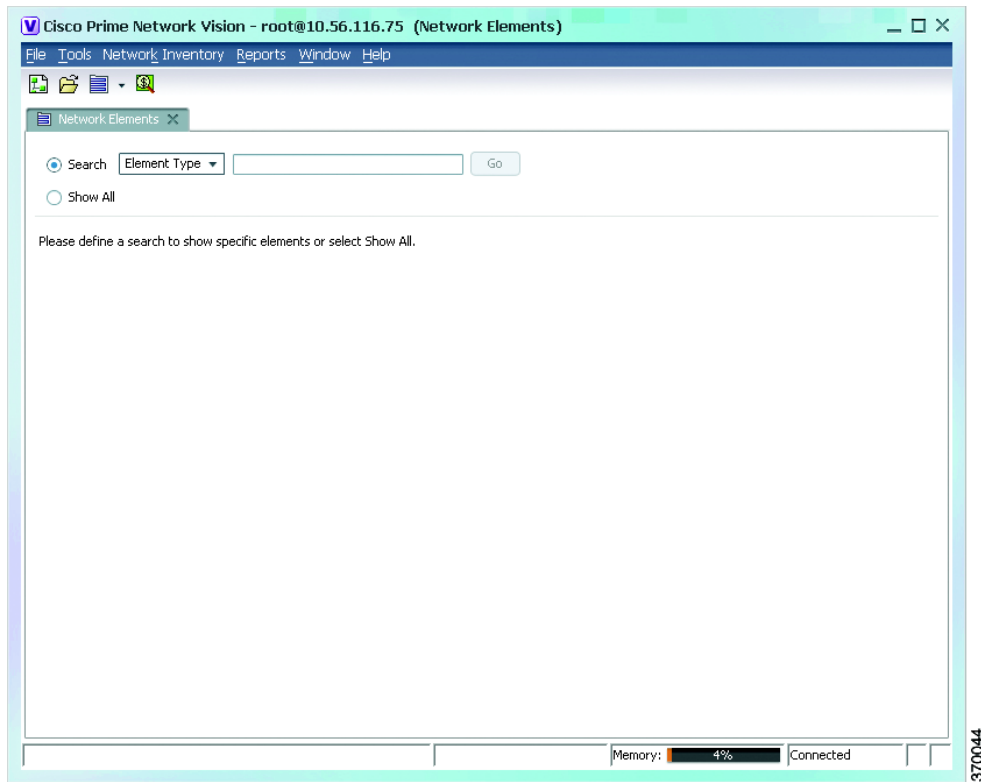 V Cisco Prime Network Vision - root@10.56.116.75 (Network Elements)
File Tools Network Inventory Reports Window Help
Network Elements
Search Element Type Go
Show All
Please define a search to show specific elements or select Show All.
Memory: 4% Connected
370044